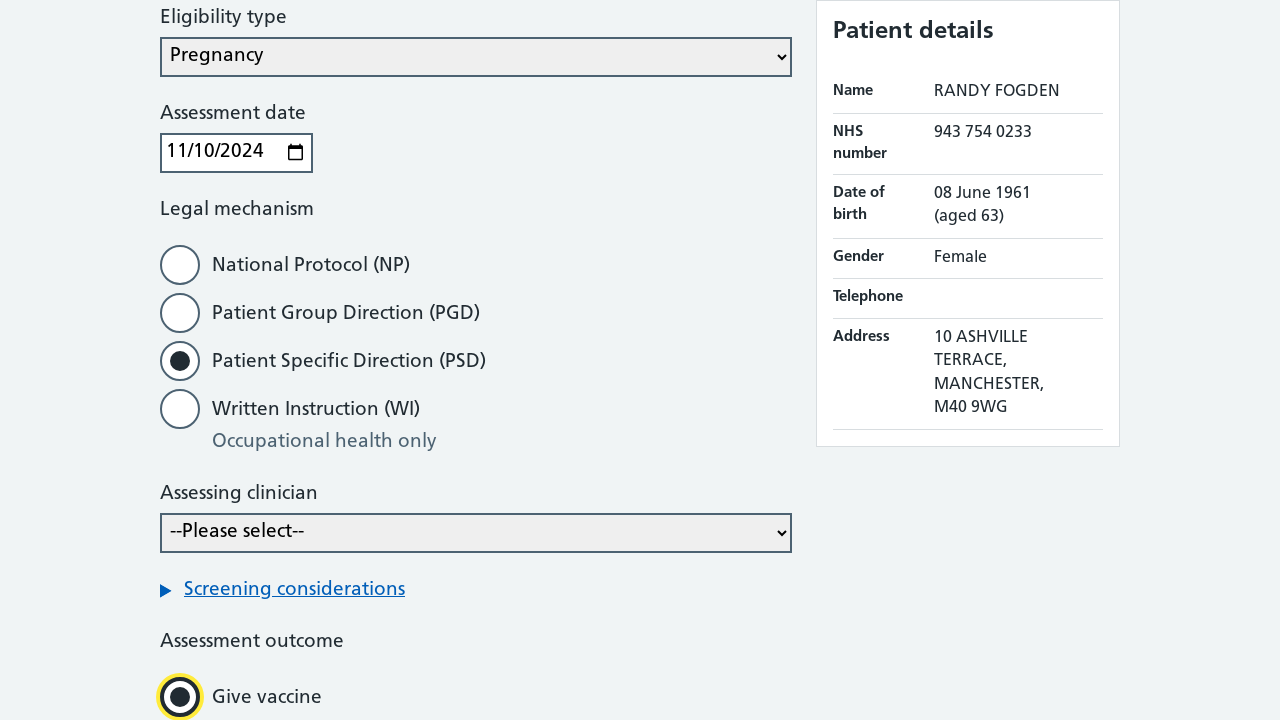 Eligibility type
Pregnancy
Assessment date
11/10/2024
Legal mechanism
National Protocol (NP)
Patient Group Direction (PGD)
Patient Specific Direction (PSD)
Written Instruction (WI)
Occupational health only
Assessing clinician
--Please select--
Screening considerations
Assessment outcome
Give vaccine
Patient details
Name RANDY FOGDEN
NHS 943 754 0233
number
Date of 08 June 1961
birth (aged 63)
Gender Female
Telephone
Address 10 ASHVILLE
TERRACE,
MANCHESTER,
M40 9WG